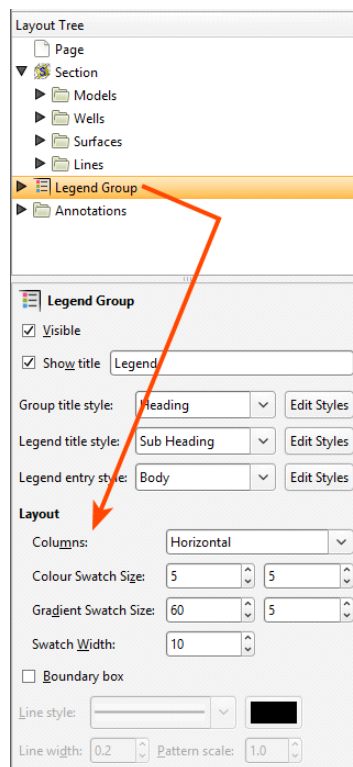 Layout Tree
Page
Section
Models
Wells
Surfaces
Lines
Legend Group
Annotations
Legend Group
Visible
Show title Legend
Group title style: Heading Edit Styles
Legend title style: Sub Heading Edit Styles
Legend entry style: Body Edit Styles
Layout
Columns: Horizontal
Colour Swatch Size: 5 5
Gradient Swatch Size: 60 5
Swatch Width: 10
Boundary box
Line style:
Line width: 0.2 Pattern scale: 1.0